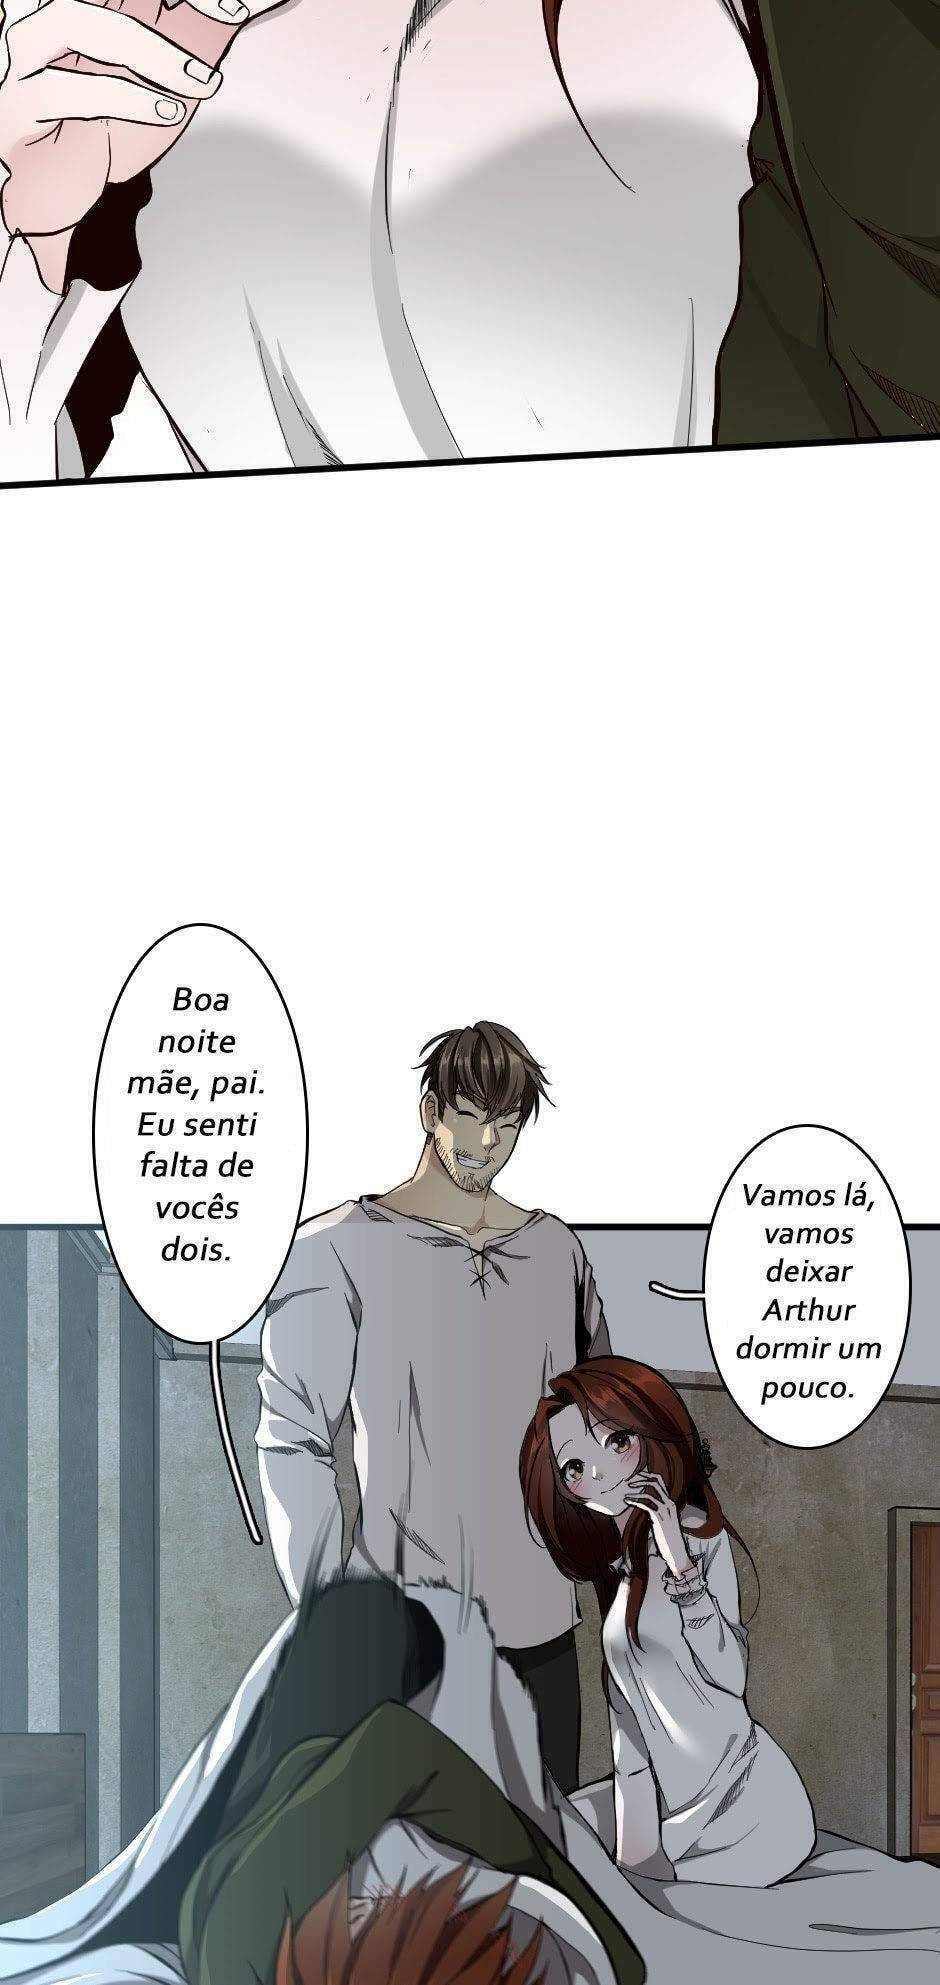 Boa
noite
mãe, pai.
Eu senti
falta de
vocês
dois.
Vamos lá,
vamos
deixar
Arthur
dormir um
pouco.